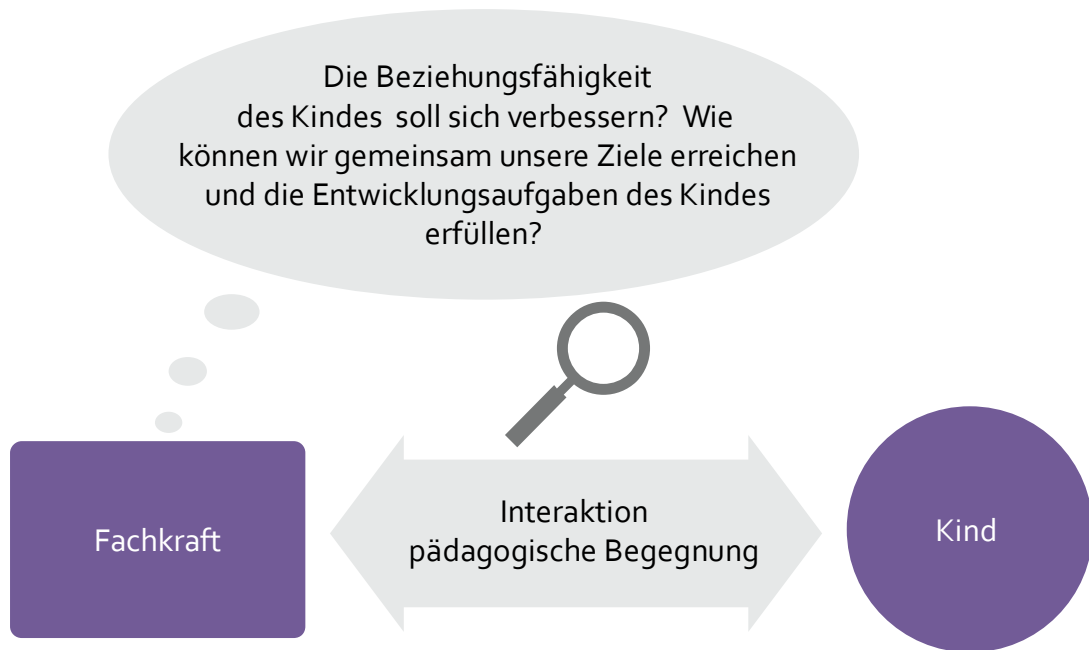 Die Beziehungsfähigkeit
des Kindes  soll sich verbessern?  Wie
können wir gemeinsam unsere Ziele erreichen
und die Entwicklungsaufgaben des Kindes
erfüllen?
Fachkraft
Interaktion
pädagogische Begegnung
Kind